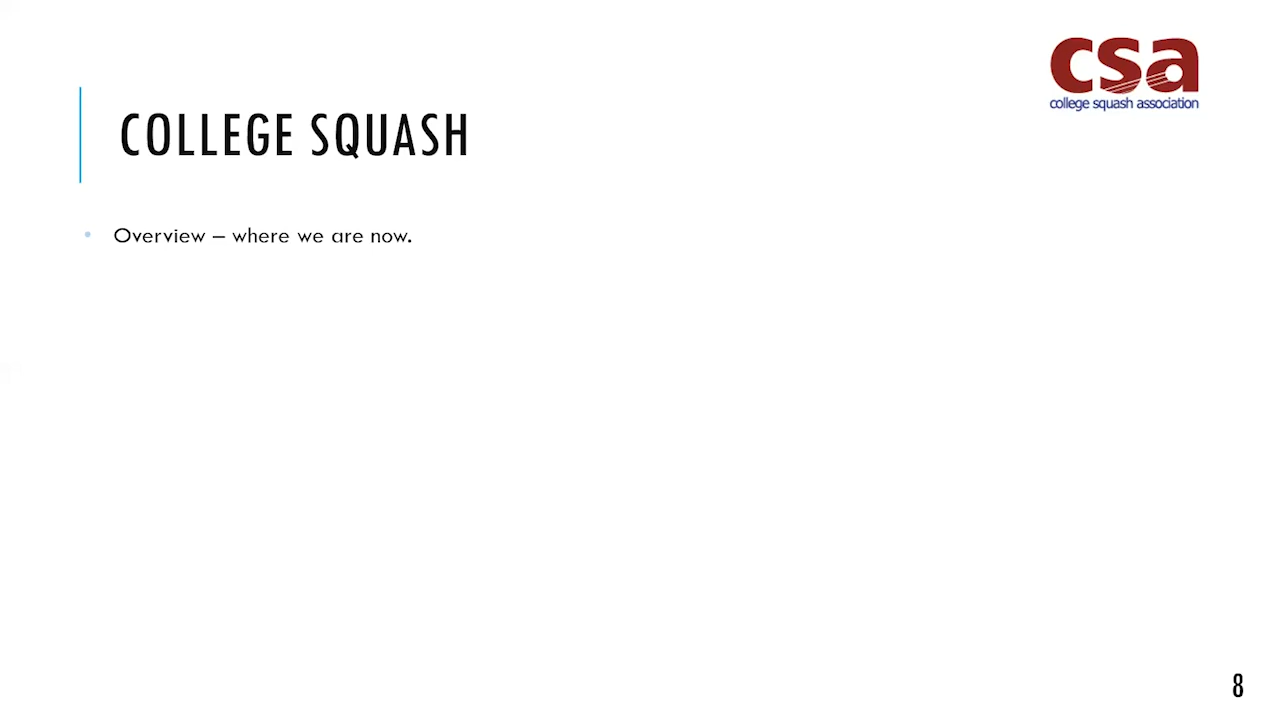 csa
college squash association
COLLEGE SQUASH
• Overview – where we are now.
8